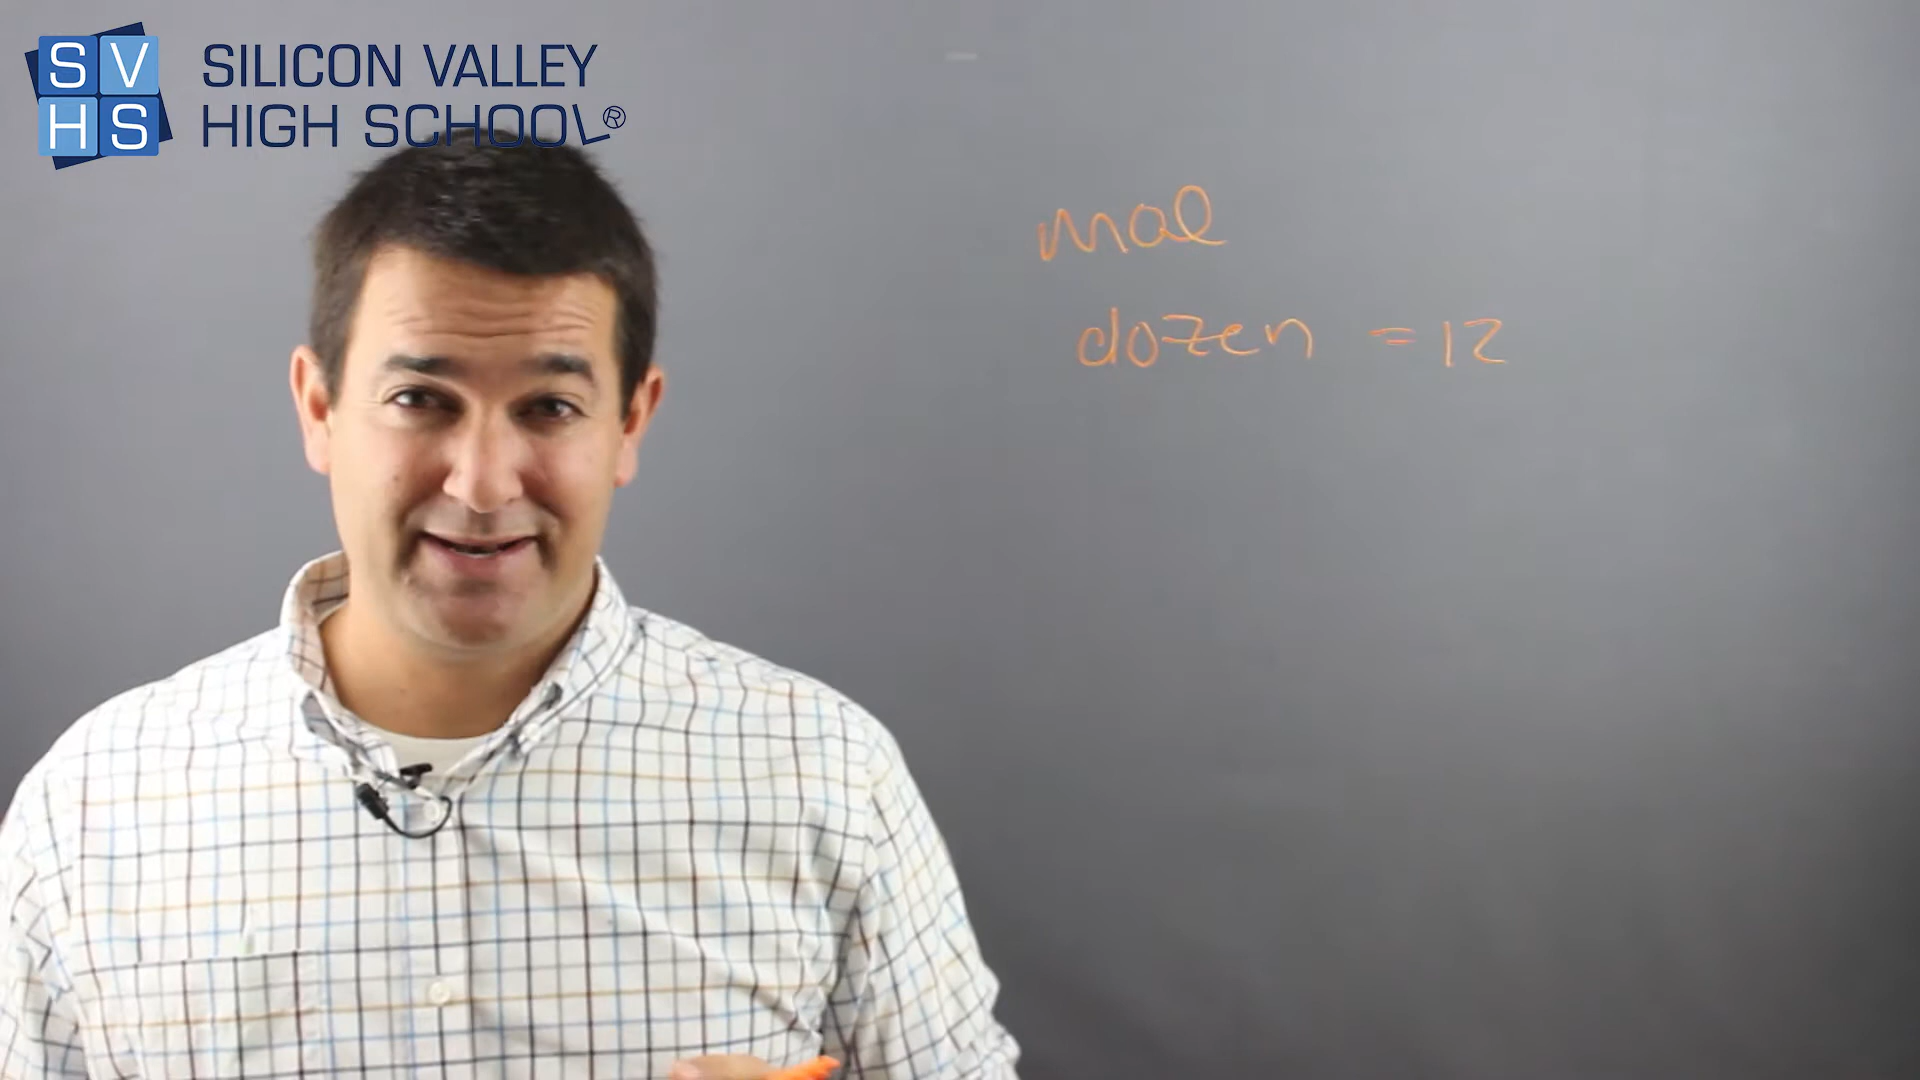 SV
HS
SILICON VALLEY
HIGH SCHOOL®
mol
dozen = 12